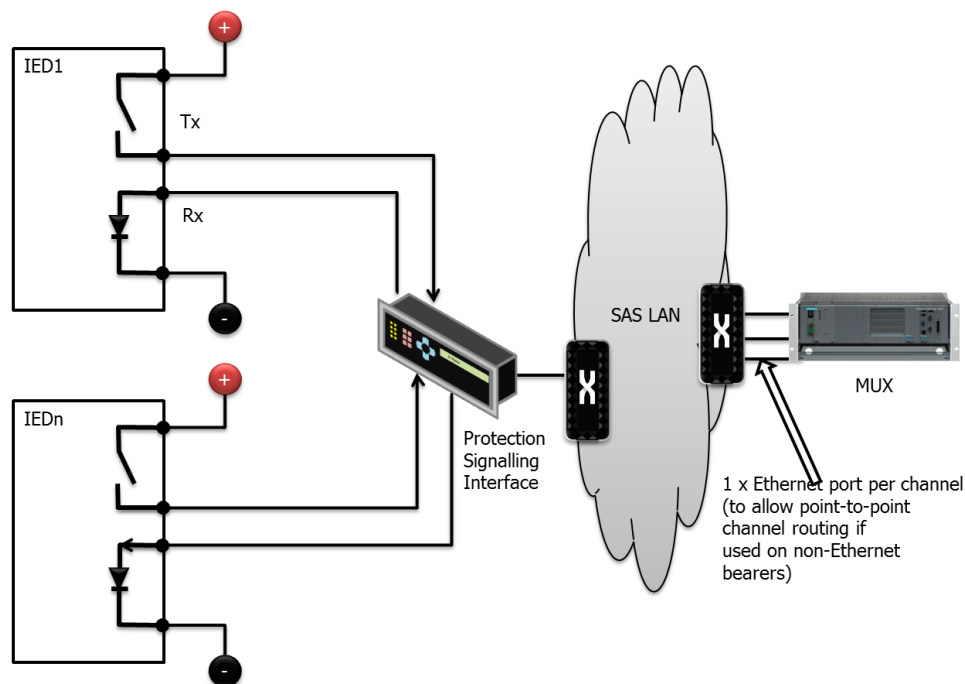 +
IED1
Tx
Rx
-
SAS LAN
MUX
+
IEDn
Protection
Signalling
Interface
1 x Ethernet port per channel
(to allow point-to-point
channel routing if
used on non-Ethernet
bearers)
-